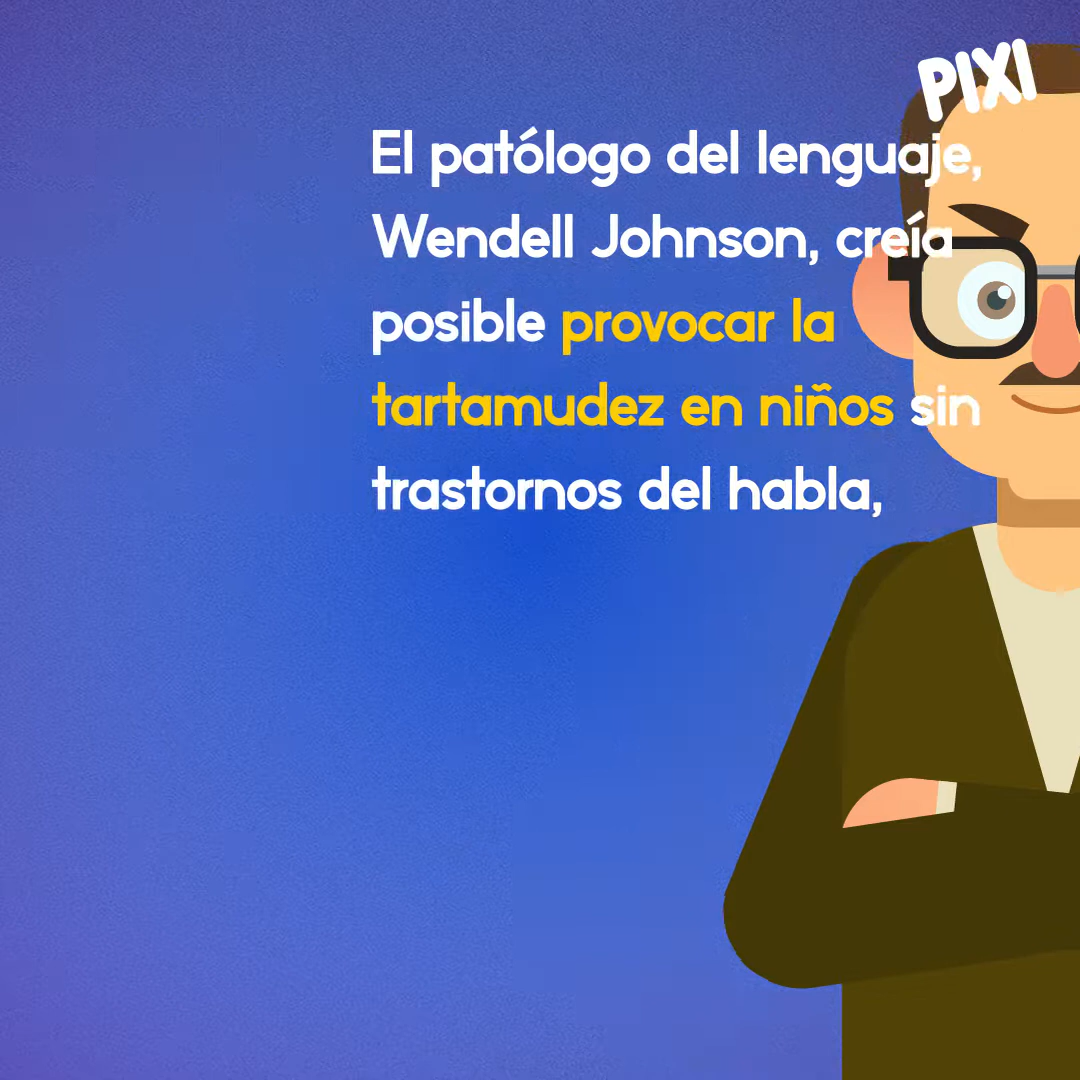 PIXI
El patólogo del lenguaje,
Wendell Johnson, creía
posible provocar la
tartamudez en niños sin
trastornos del habla,